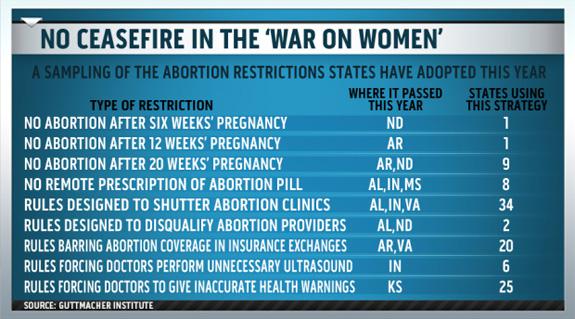 NO CEASEFIRE IN THE ‘WAR ON WOMEN’
A SAMPLING OF THE ABORTION RESTRICTIONS STATES HAVE ADOPTED THIS YEAR
TYPE OF RESTRICTION WHERE IT PASSED THIS YEAR STATES USING THIS STRATEGY
NO ABORTION AFTER SIX WEEKS’ PREGNANCY ND 1
NO ABORTION AFTER 12 WEEKS’ PREGNANCY AR 1
NO ABORTION AFTER 20 WEEKS’ PREGNANCY AR,ND 9
NO REMOTE PRESCRIPTION OF ABORTION PILL AL,IN,MS 8
RULES DESIGNED TO SHUTTER ABORTION CLINICS AL,IN,VA 34
RULES DESIGNED TO DISQUALIFY ABORTION PROVIDERS AL,ND 2
RULES BARRING ABORTION COVERAGE IN INSURANCE EXCHANGES AR,VA 20
RULES FORCING DOCTORS PERFORM UNNECESSARY ULTRASOUND IN 6
RULES FORCING DOCTORS TO GIVE INACCURATE HEALTH WARNINGS KS 25
SOURCE: GUTTMACHER INSTITUTE